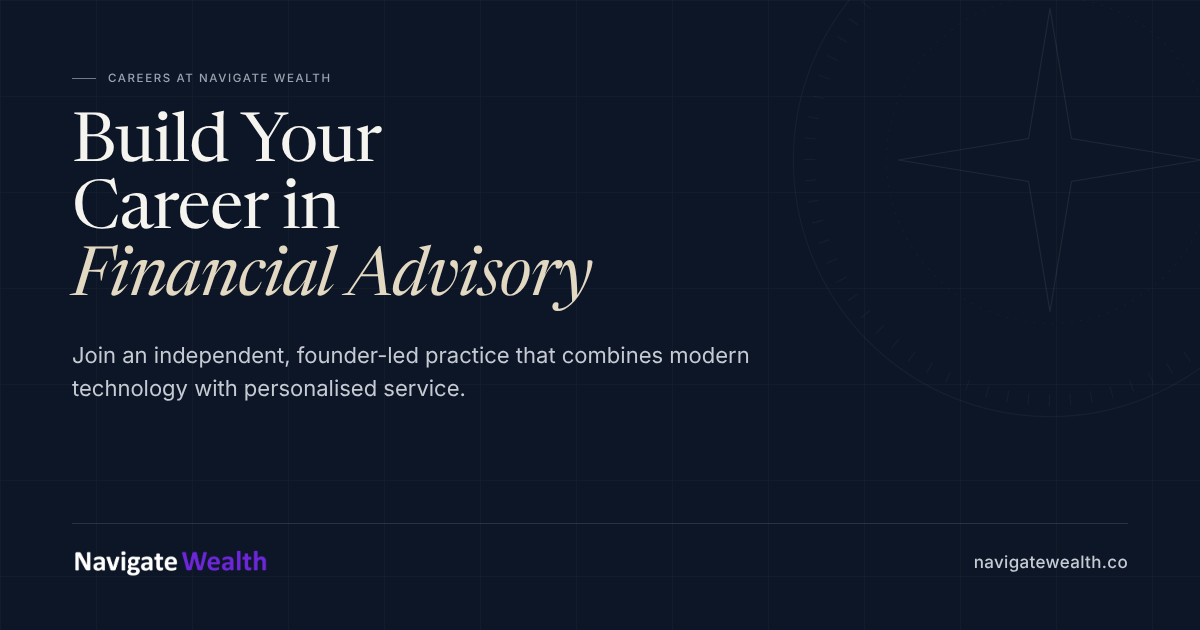 CAREERS AT NAVIGATE WEALTH
Build Your
Career in
Financial Advisory
Join an independent, founder-led practice that combines modern
technology with personalised service.
Navigate Wealth
navigatewealth.co